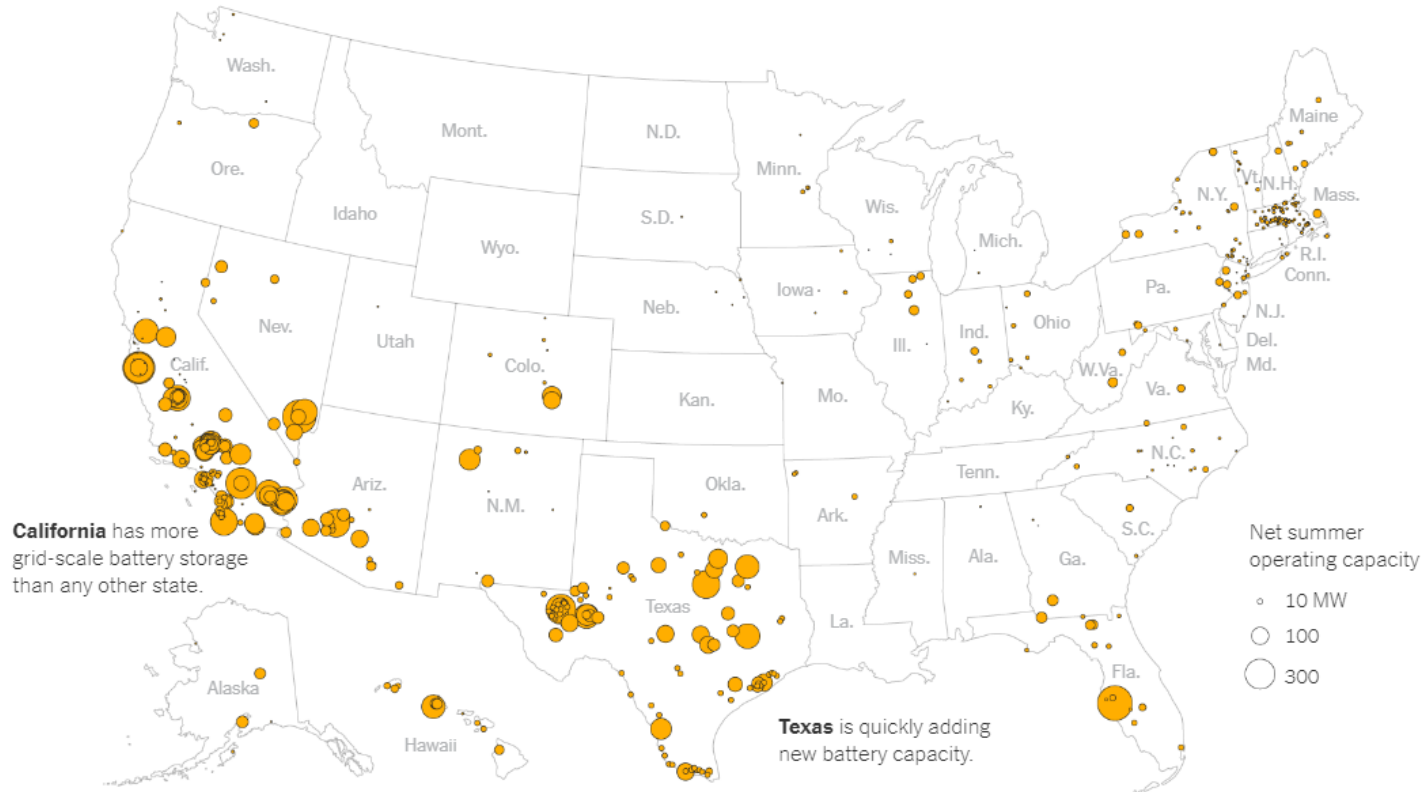 Wash.
Maine
Mont.
N.D.
Minn.
Ore.
Vt.
N.H.
Idaho
S.D.
Wis.
N.Y.
Mass.
Wyo.
Mich.
R.I.
Conn.
Neb.
Iowa
Pa.
Nev.
Utah
Ill.
Ind.
Ohio
N.J.
Calif.
Colo.
Del.
Md.
W.Va.
Va.
Kan.
Mo.
Ky.
N.C.
Tenn.
Ariz.
N.M.
Okla.
Ark.
S.C.
California has more
grid-scale battery storage
than any other state.
Miss.
Ala.
Ga.
Net summer
operating capacity
10 MW
100
300
Texas
La.
Fla.
Alaska
Hawaii
Texas is quickly adding
new battery capacity.